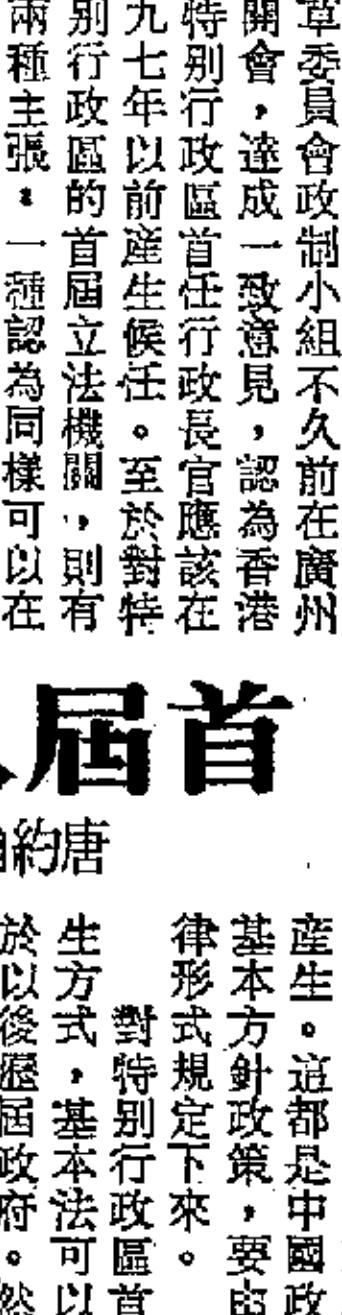 草委員會政制小組不久前在廣州
開會，達成一致意見，認為香港
特别行政區首任行政長官應該在
九七年以前産生候任。至於對特
别行政區的首屆立法機關，則有
兩種主張。一種認為同樣可以在
首屆
唐約
産生。這都是中國政
基本方針政策，要由
律形式規定下來。
對特别行政區首
生方式，基本法可以
於以後歷屆政府。然